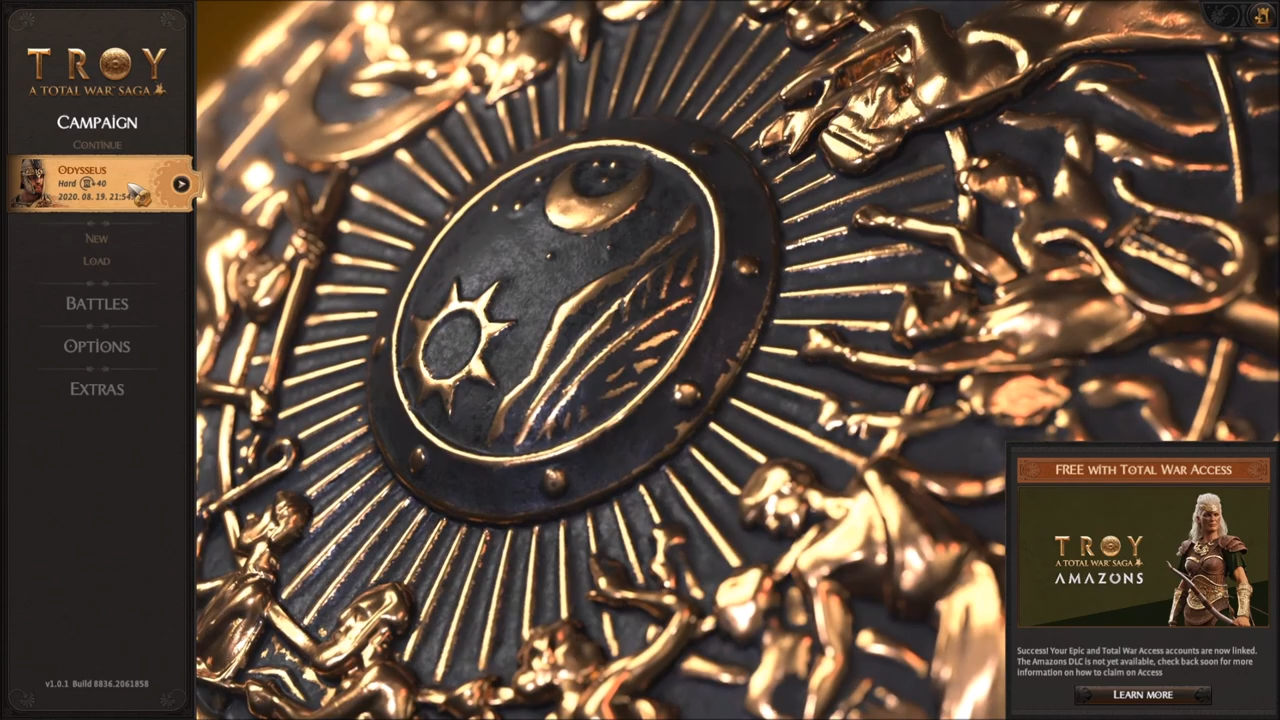 TROY
A TOTAL WAR SAGA
CAMPAIGN
CONTINUE
ODYSSEUS
Hard 40
2020. 08. 19. 21:54
NEW
LOAD
BATTLES
OPTIONS
EXTRAS
v1.0.1 Build 8836.2061858
FREE WITH TOTAL WAR ACCESS
TROY
A TOTAL WAR SAGA
AMAZONS
Success! Your Epic and Total War Access accounts are now linked.
The Amazons DLC is not yet available, check back soon for more
information on how to claim on Access
LEARN MORE